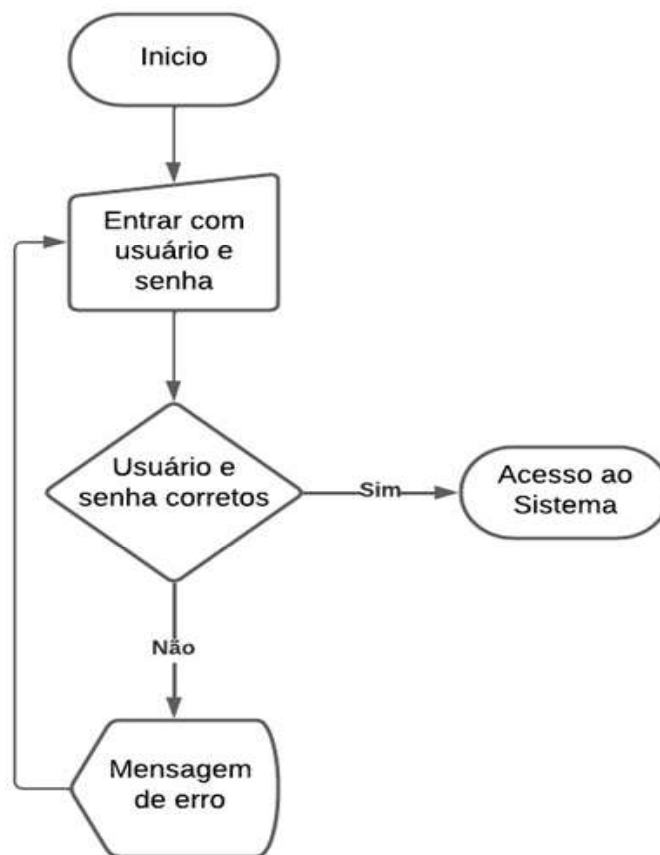 Inicio
Entrar com
usuário e
senha
Usuário e
senha corretos
Sim
Acesso ao
Sistema
Não
Mensagem
de erro